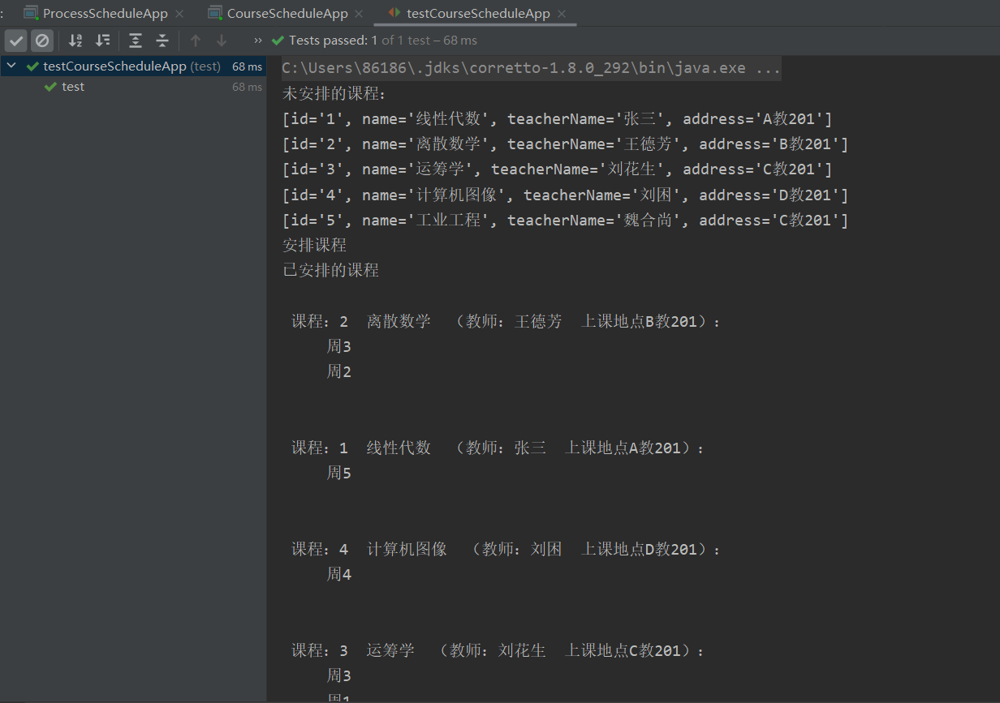 : ProcessScheduleApp × CourseScheduleApp × testCourseScheduleApp ×
» Tests passed: 1 of 1 test – 68 ms
testCourseScheduleApp (test) 68 ms
test 68 ms
C:\Users\86186\.jdks\corretto-1.8.0_292\bin\java.exe ...
未安排的课程:
[id='1', name='线性代数', teacherName='张三', address='A教201']
[id='2', name='离散数学', teacherName='王德芳', address='B教201']
[id='3', name='运筹学', teacherName='刘花生', address='C教201']
[id='4', name='计算机图像', teacherName='刘困', address='D教201']
[id='5', name='工业工程', teacherName='魏合尚', address='C教201']
安排课程
已安排的课程
课程: 2 离散数学 （教师: 王德芳 上课地点B教201）:
周3
周2
课程: 1 线性代数 （教师: 张三 上课地点A教201）:
周5
课程: 4 计算机图像 （教师: 刘困 上课地点D教201）:
周4
课程: 3 运筹学 （教师: 刘花生 上课地点C教201）:
周3
周1